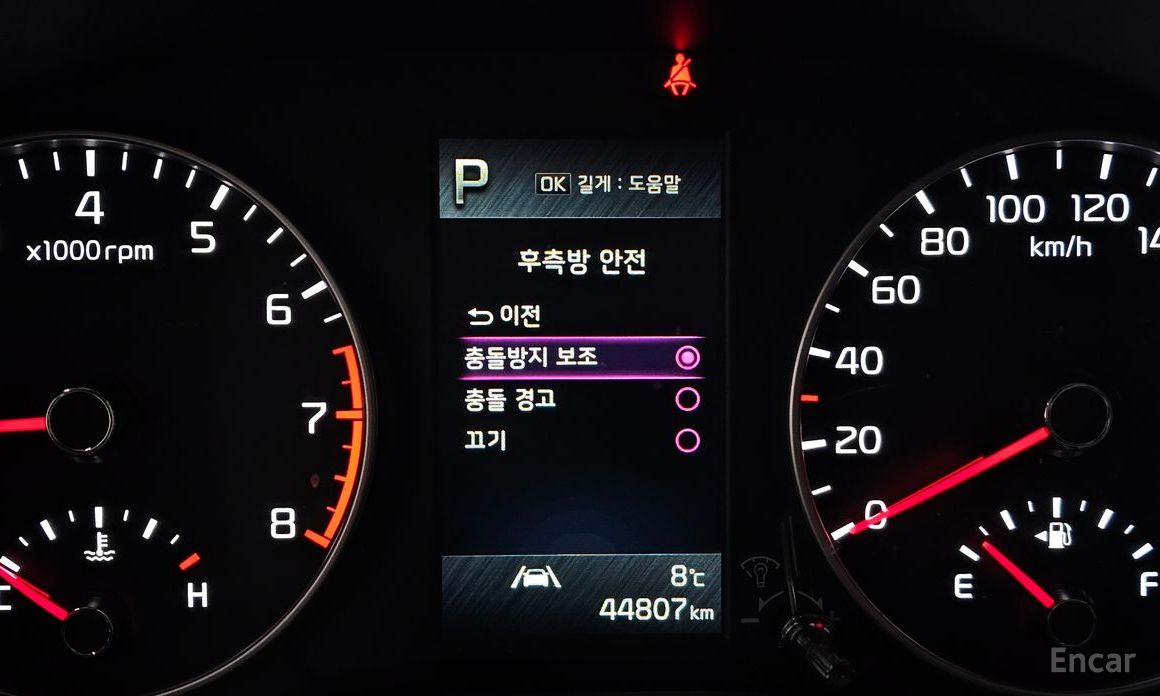 P
OK 길게 : 도움말
후측방 안전
이전
충돌방지 보조
충돌 경고
끄기
8℃
44807km
4
5
6
7
8
x1000rpm
C
H
0
20
40
60
80
100
120
14
km/h
E
F
Encar